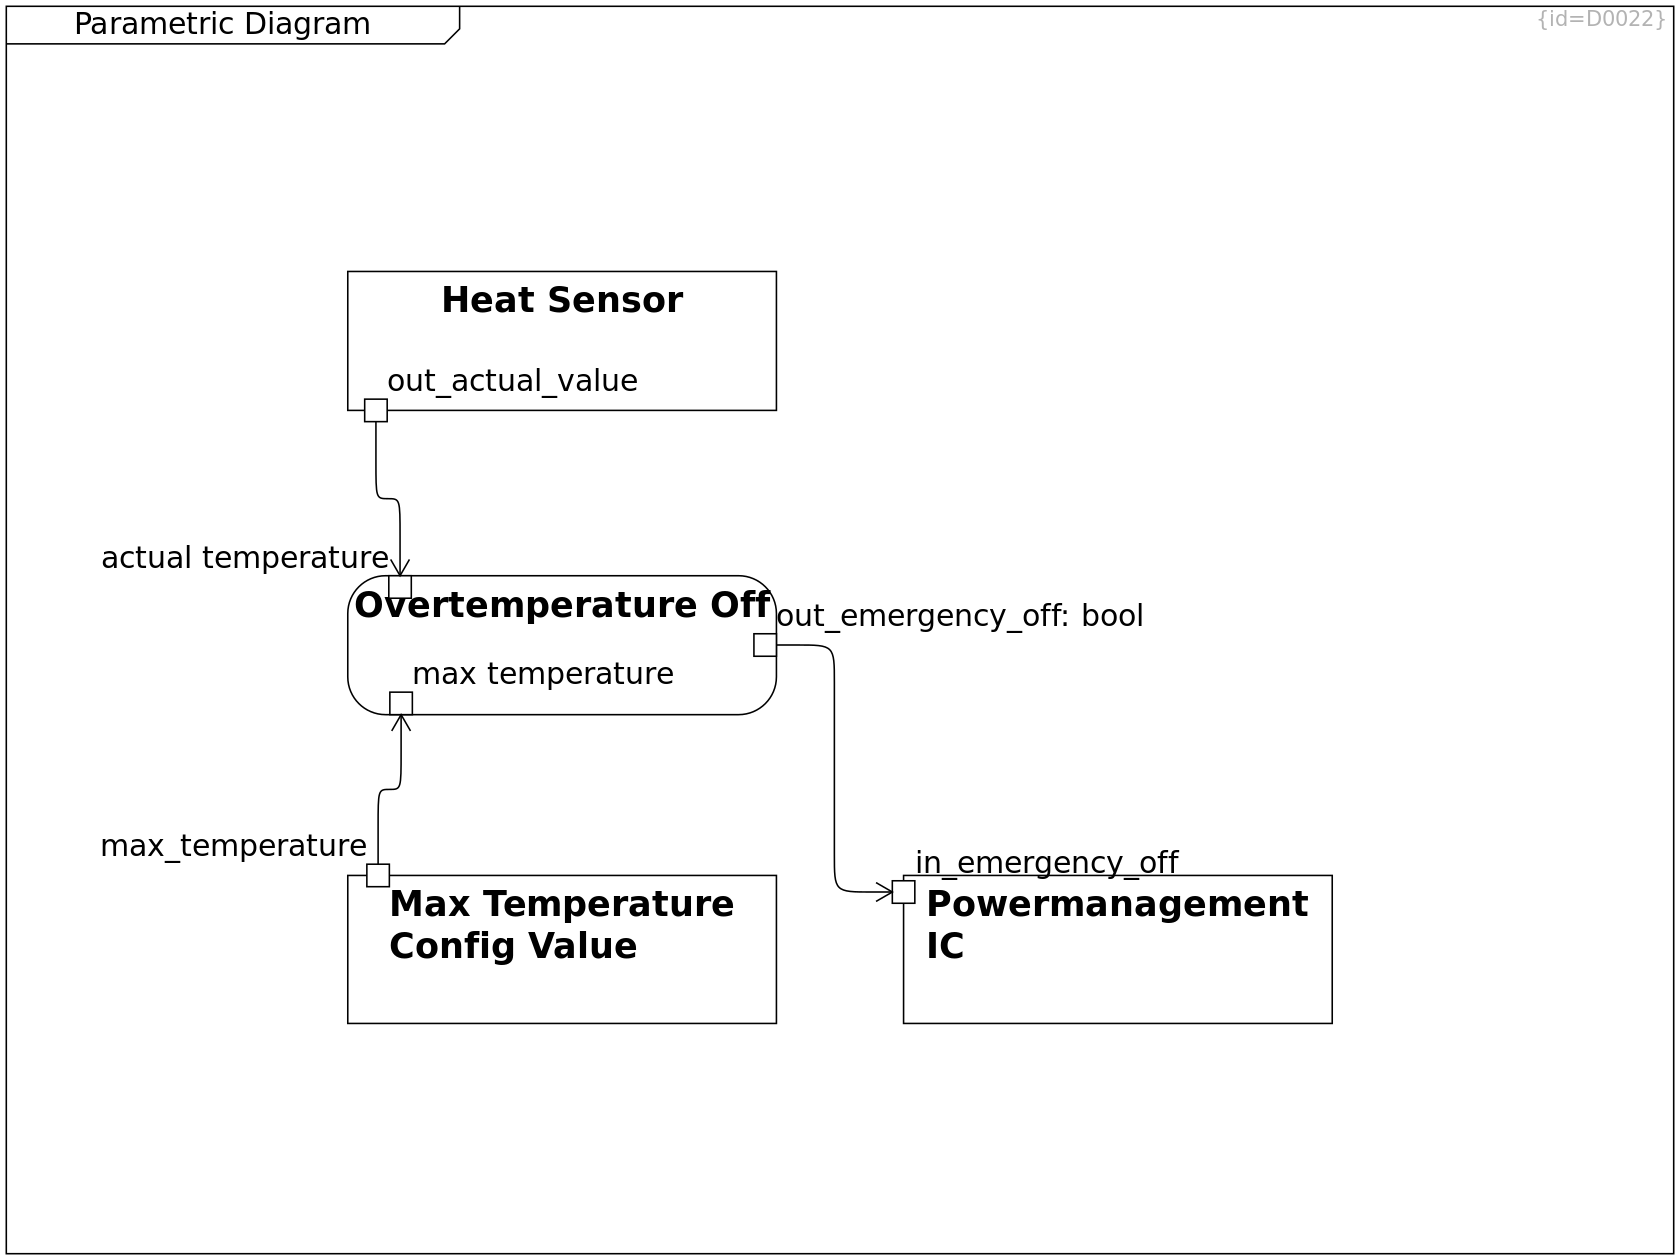 Parametric Diagram
{id=D0022}
Heat Sensor
out_actual_value
actual temperature
Overtemperature Off
out_emergency_off: bool
max temperature
max_temperature
in_emergency_off
Max Temperature
Config Value
Powermanagement
IC